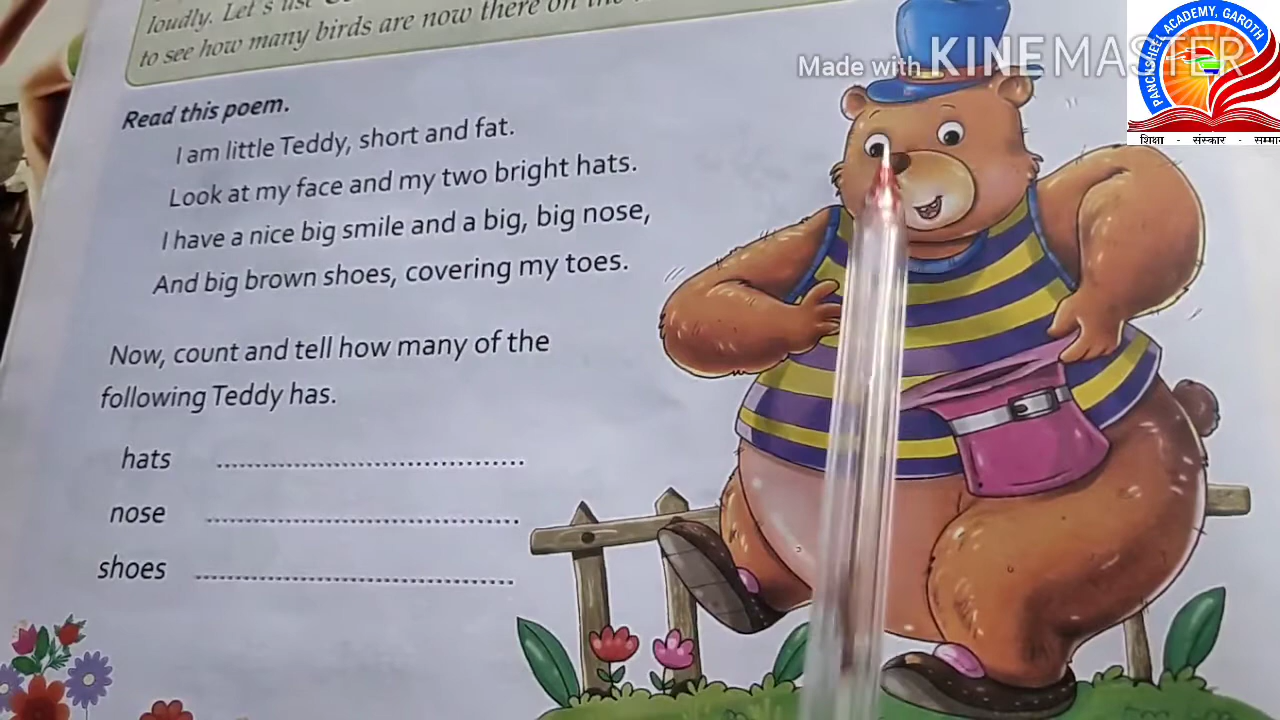 loudly. Let's use
to see how many birds are now there on the
Read this poem.
I am little Teddy, short and fat.
Look at my face and my two bright hats.
I have a nice big smile and a big, big nose,
And big brown shoes, covering my toes.
Now, count and tell how many of the
following Teddy has.
hats ........................................
nose ........................................
shoes ........................................
Made with KINEMASTER
PANCHSHEEL ACADEMY, GAROTH
शिक्षा - संस्कार - सम्मान